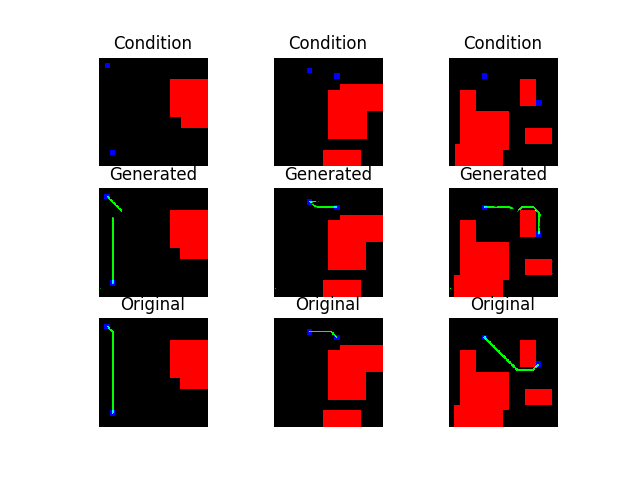 Condition Condition Condition
Generated Generated Generated
Original Original Original